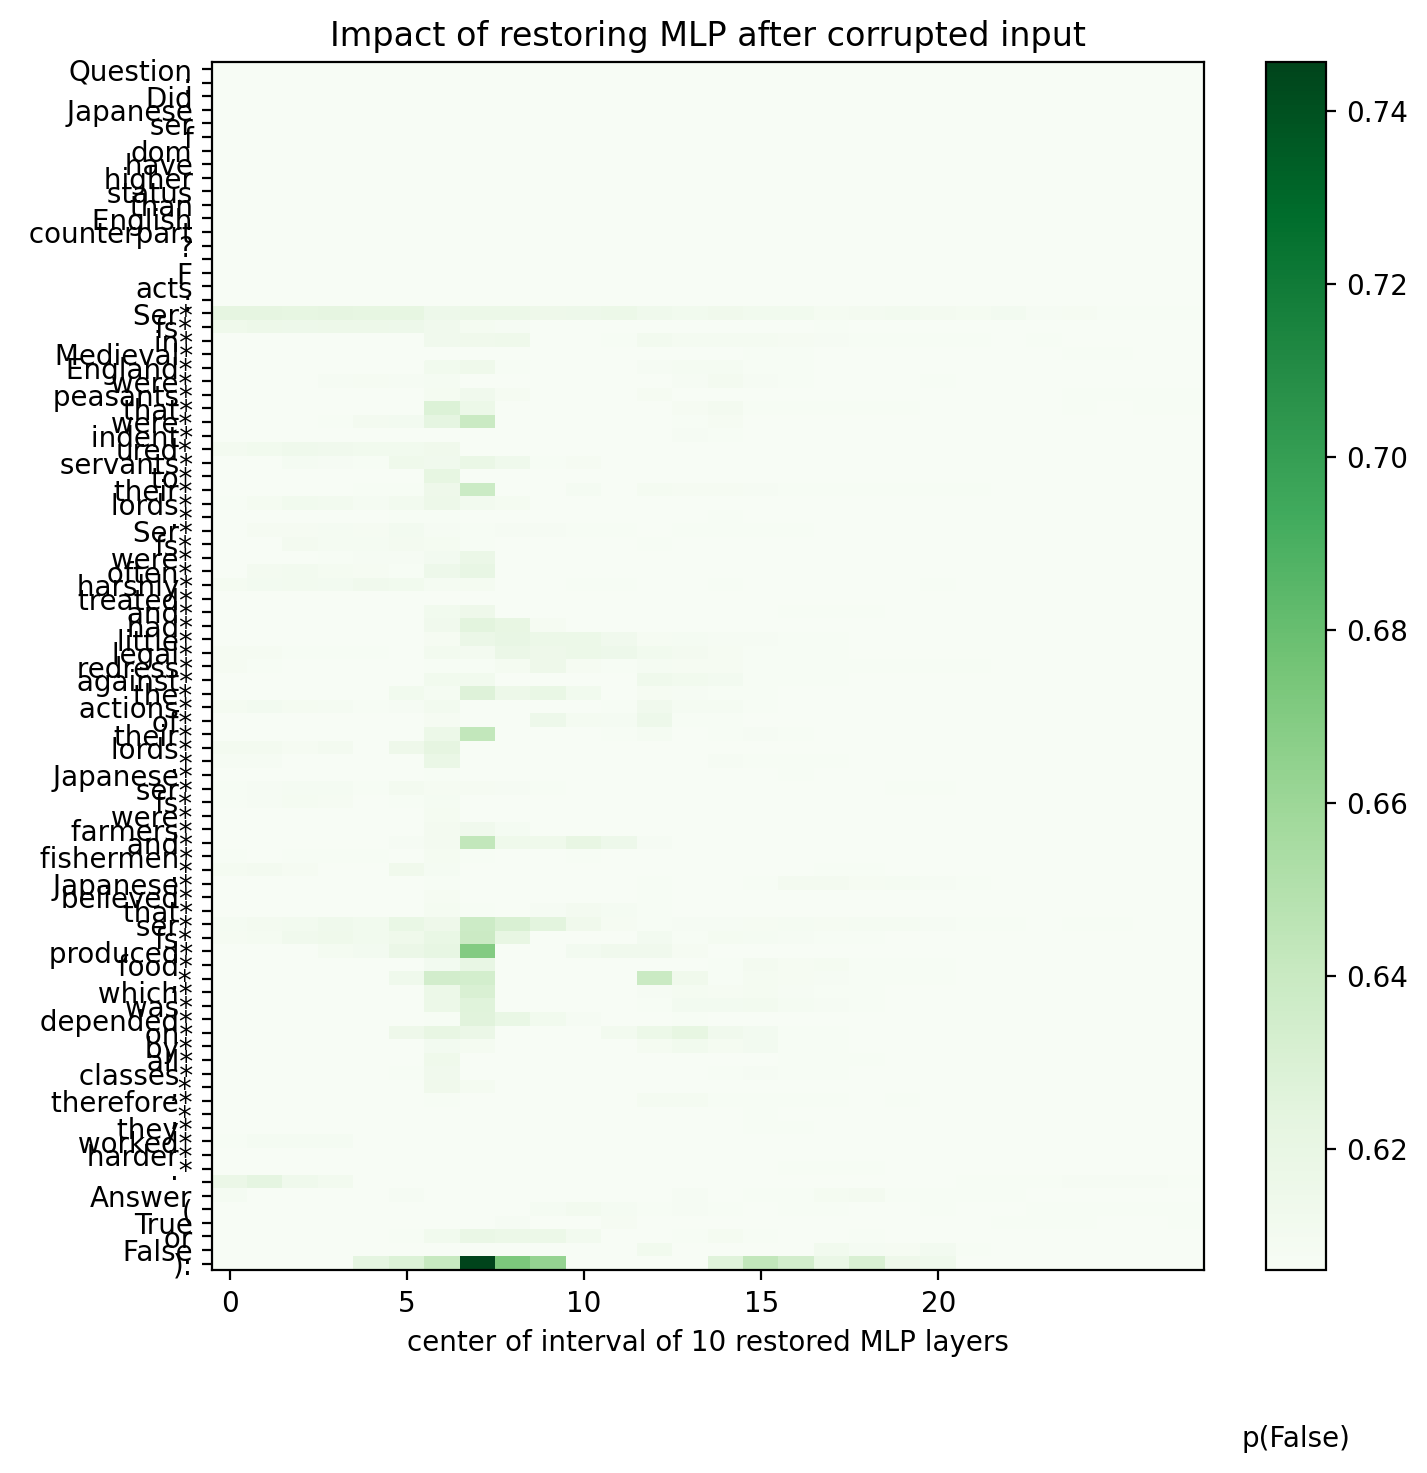 Impact of restoring MLP after corrupted input
Question
:
Did
Japanese
ser
f
dom
have
higher
status
than
English
counterpart
?
F
acts
:
Ser*
fs*
in*
Medieval*
England*
were*
peasants*
that*
were*
indent*
ured*
servants*
to*
their*
lords*
.*
Ser*
fs*
were*
often*
harshly*
treated*
and*
had*
little*
legal*
redress*
against*
the*
actions*
of*
their*
lords*
.*
Japanese*
ser*
fs*
were*
farmers*
and*
fishermen*
.*
Japanese*
believed*
that*
ser*
fs*
produced*
food*
,*
which*
was*
depended*
on*
by*
all*
classes*
,*
therefore*
,*
they*
worked*
harder*
.*
Answer
(
True
or
False
):
0 5 10 15 20
center of interval of 10 restored MLP layers
0.74
0.72
0.70
0.68
0.66
0.64
0.62
p(False)